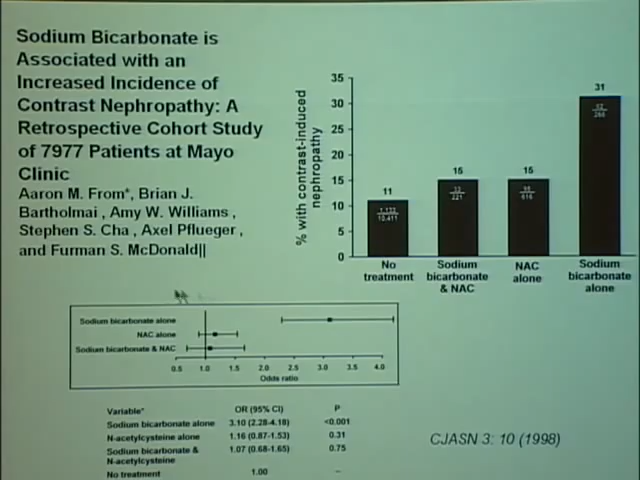 Sodium Bicarbonate is
Associated with an
Increased Incidence of
Contrast Nephropathy: A
Retrospective Cohort Study
of 7977 Patients at Mayo
Clinic
Aaron M. From*, Brian J.
Bartholmai , Amy W. Williams ,
Stephen S. Cha , Axel Pflueger ,
and Furman S. McDonald||
% with contrast-induced
nephropathy
35
30
25
20
15
10
5
0
11
15
15
31
10,411
221
616
268
No
treatment
Sodium
bicarbonate
& NAC
NAC
alone
Sodium
bicarbonate
alone
Sodium bicarbonate alone
NAC alone
Sodium bicarbonate & NAC
0.5 1.0 1.5 2.0 2.5 3.0 3.5 4.0
Odds ratio
Variable* OR (95% CI) P
Sodium bicarbonate alone 3.10 (2.28-4.18) <0.001
N-acetylcysteine alone 1.16 (0.87-1.53) 0.31
Sodium bicarbonate & 1.07 (0.68-1.65) 0.75
N-acetylcysteine
No treatment 1.00 –
CJASN 3: 10 (1998)